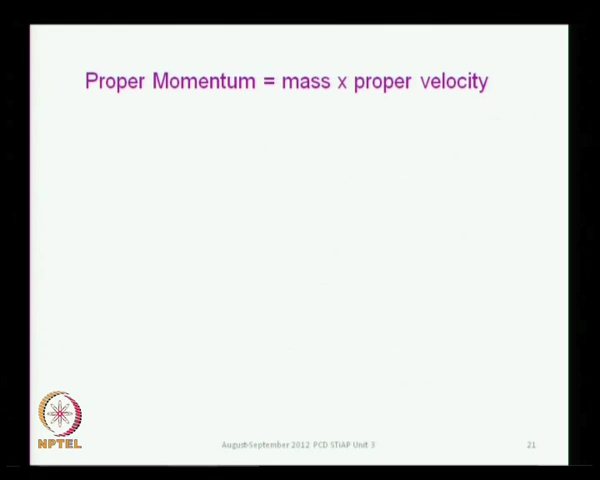 Proper Momentum = mass x proper velocity
NPTEL
August-September 2012 PCD STiAP Unit 3
21